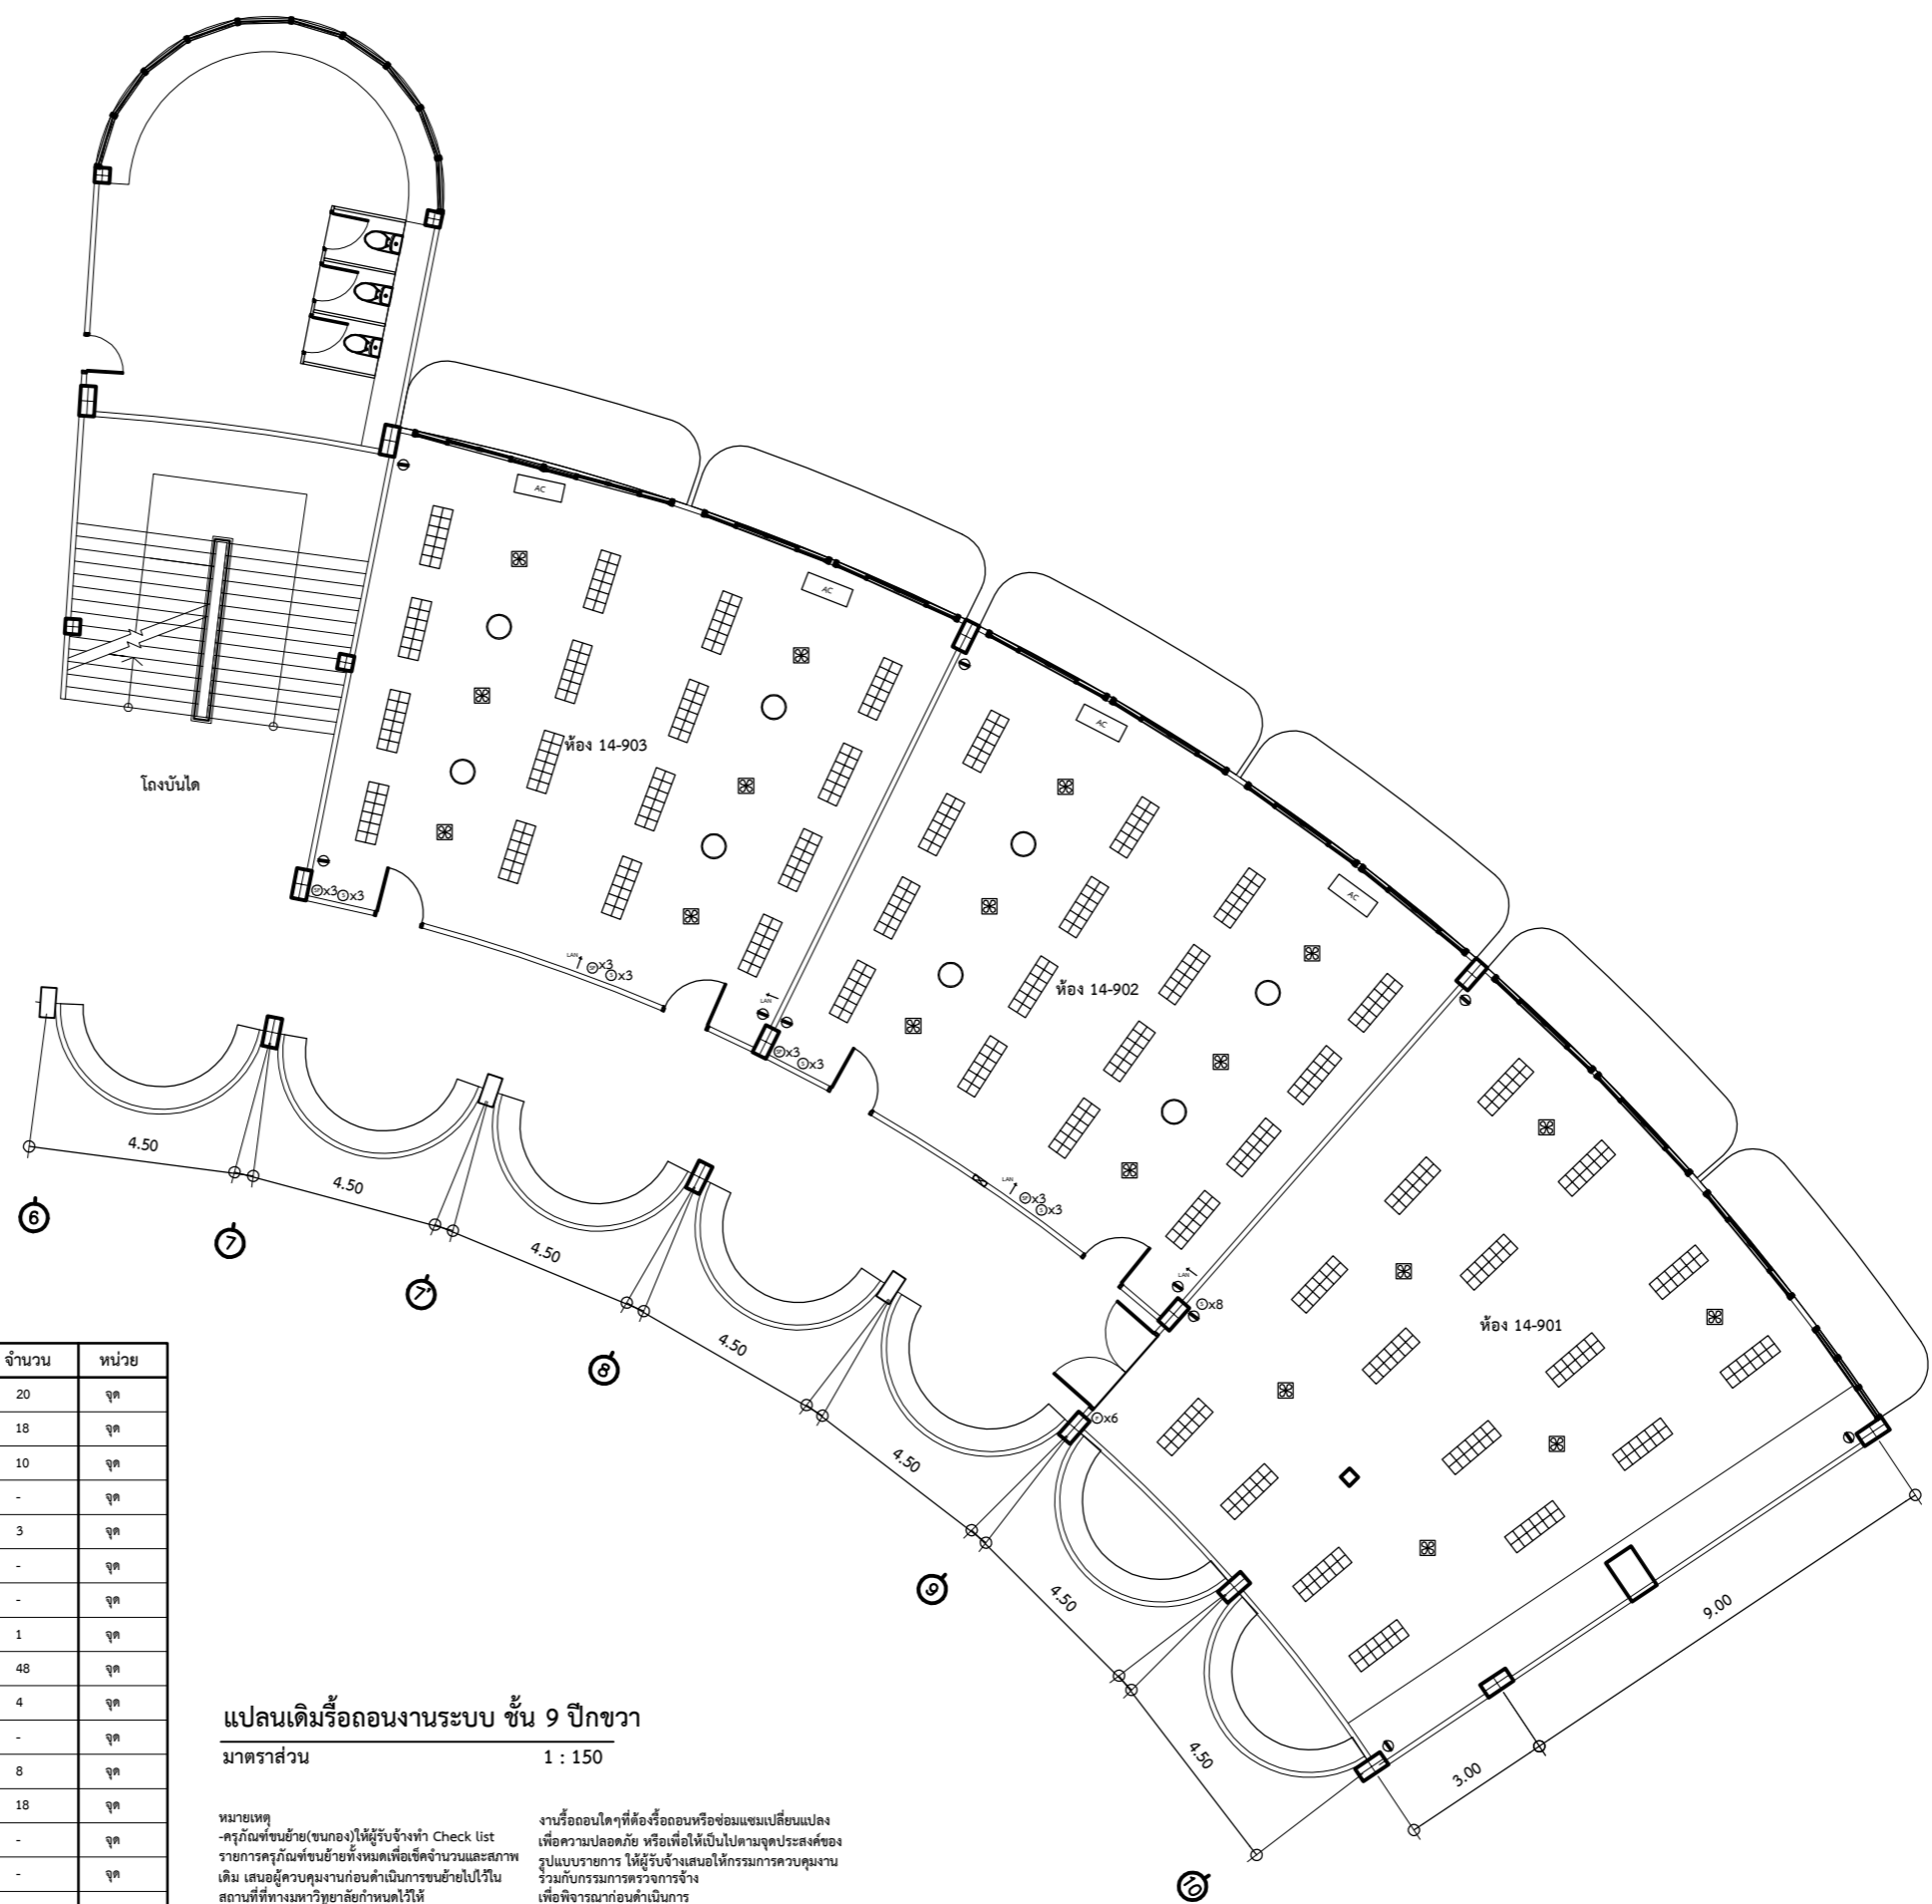 AC
AC
ห้อง 14-903
AC
โถงบันได
AC
SF x3 S x3
LAN
SF x3
S x3
LAN
ห้อง 14-902
SF x3 S x3
4.50
4.50
LAN
SF x3
S x3
6
7
4.50
7'
LAN
S x8
ห้อง 14-901
4.50
8
x6
4.50
9
4.50
9.00
4.50
3.00
10
จำนวน หน่วย
20 จุด
18 จุด
10 จุด
- จุด
3 จุด
- จุด
- จุด
1 จุด
48 จุด
4 จุด
- จุด
8 จุด
18 จุด
- จุด
- จุด
แปลนเดิมรื้อถอนงานระบบ ชั้น 9 ปีกขวา
มาตราส่วน 1 : 150
หมายเหตุ
-ครุภัณฑ์ขนย้าย(ขนกอง)ให้ผู้รับจ้างทำ Check list
รายการครุภัณฑ์ขนย้ายทั้งหมดเพื่อเช็คจำนวนและสภาพ
เดิม เสนอผู้ควบคุมงานก่อนดำเนินการขนย้ายไปไว้ใน
สถานที่ที่ทางมหาวิทยาลัยกำหนดไว้ให้
งานรื้อถอนใดๆที่ต้องรื้อถอนหรือซ่อมแซมเปลี่ยนแปลง
เพื่อความปลอดภัย หรือเพื่อให้เป็นไปตามจุดประสงค์ของ
รูปแบบรายการ ให้ผู้รับจ้างเสนอให้กรรมการควบคุมงาน
ร่วมกับกรรมการตรวจการจ้าง
เพื่อพิจารณาก่อนดำเนินการ